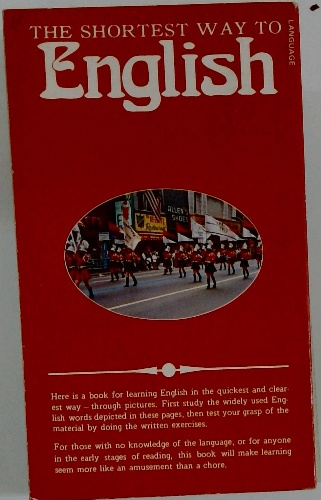 THE SHORTEST WAY TO
English
LANGUAGE
ALLEN'S
SHOES
Here is a book for learning English in the quickest and clear-
est way – through pictures. First study the widely used Eng-
lish words depicted in these pages, then test your grasp of the
material by doing the written exercises.
For those with no knowledge of the language, or for anyone
in the early stages of reading, this book will make learning
seem more like an amusement than a chore.